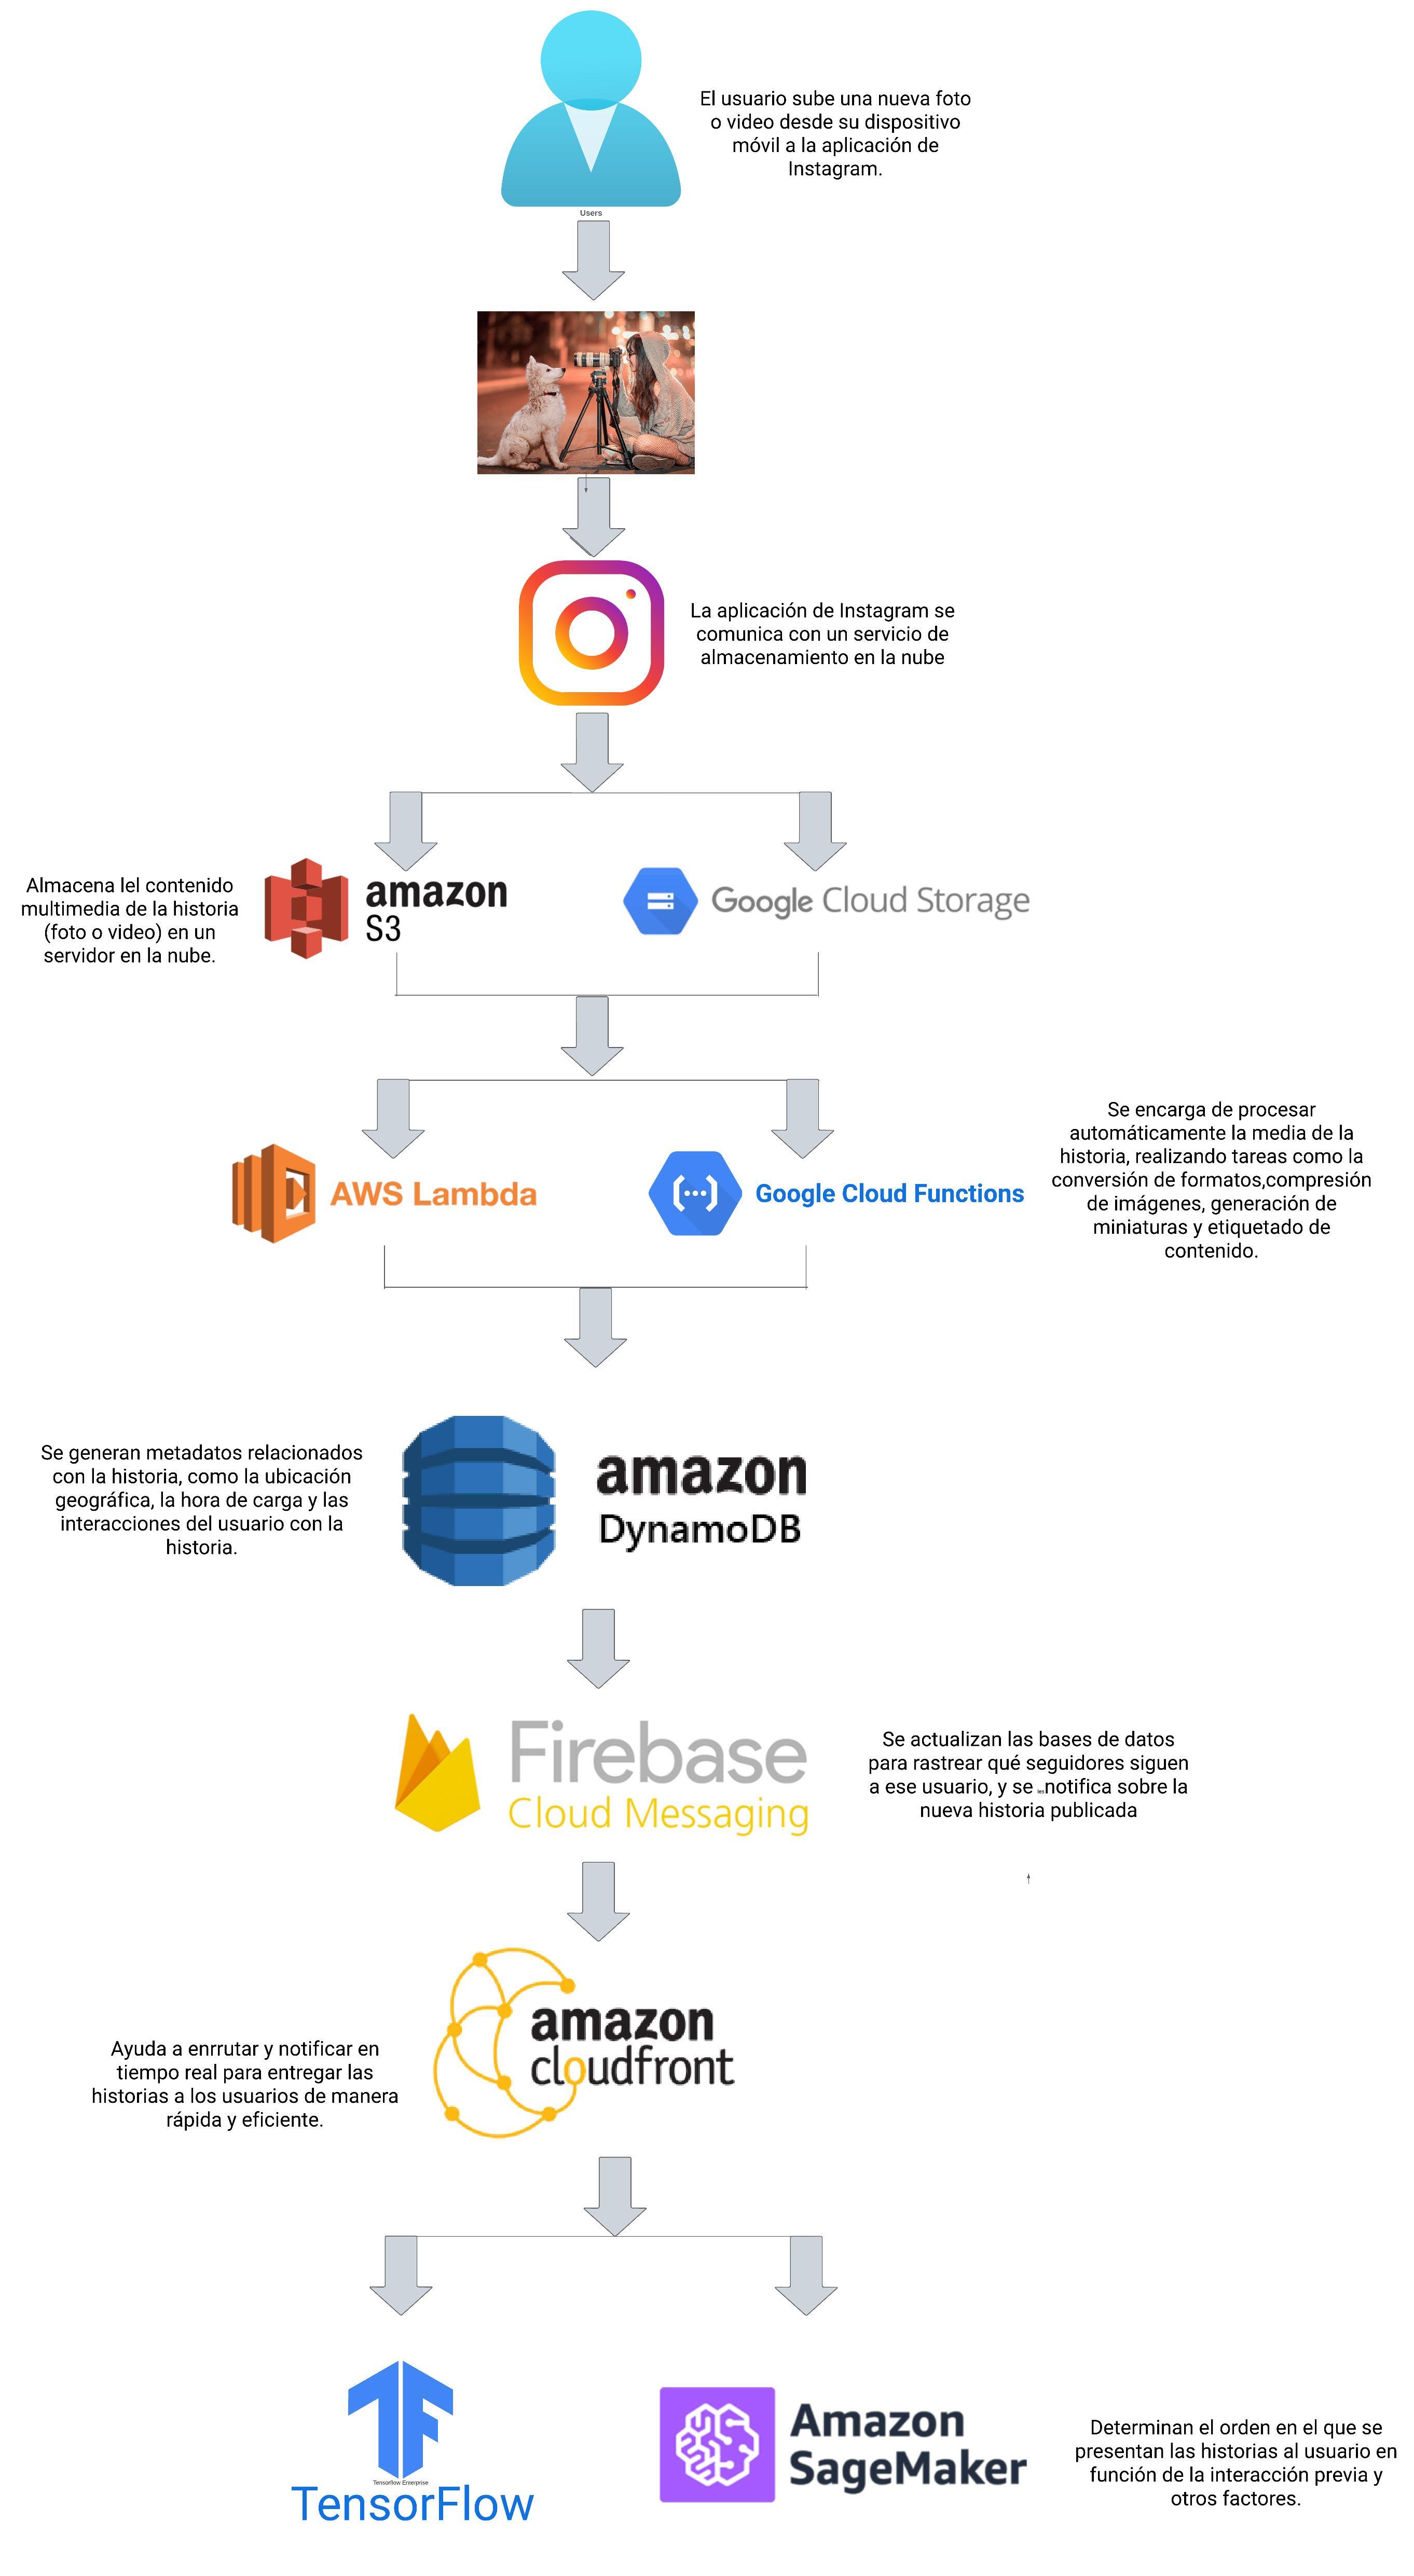 El usuario sube una nueva foto
o video desde su dispositivo
móvil a la aplicación de
Instagram.
Users
La aplicación de Instagram se
comunica con un servicio de
almacenamiento en la nube
Almacena lel contenido
multimedia de la historia
(foto o video) en un
servidor en la nube.
amazon
S3
Google Cloud Storage
AWS Lambda
Google Cloud Functions
Se encarga de procesar
automáticamente la media de la
historia, realizando tareas como la
conversión de formatos,compresión
de imágenes, generación de
miniaturas y etiquetado de
contenido.
Se generan metadatos relacionados
con la historia, como la ubicación
geográfica, la hora de carga y las
interacciones del usuario con la
historia.
amazon
DynamoDB
Firebase
Cloud Messaging
Se actualizan las bases de datos
para rastrear qué seguidores siguen
a ese usuario, y se notifica sobre la
nueva historia publicada
amazon
cloudfront
Ayuda a enrrutar y notificar en
tiempo real para entregar las
historias a los usuarios de manera
rápida y eficiente.
Tensorflow Enterprise
TensorFlow
Amazon
SageMaker
Determinan el orden en el que se
presentan las historias al usuario en
función de la interacción previa y
otros factores.